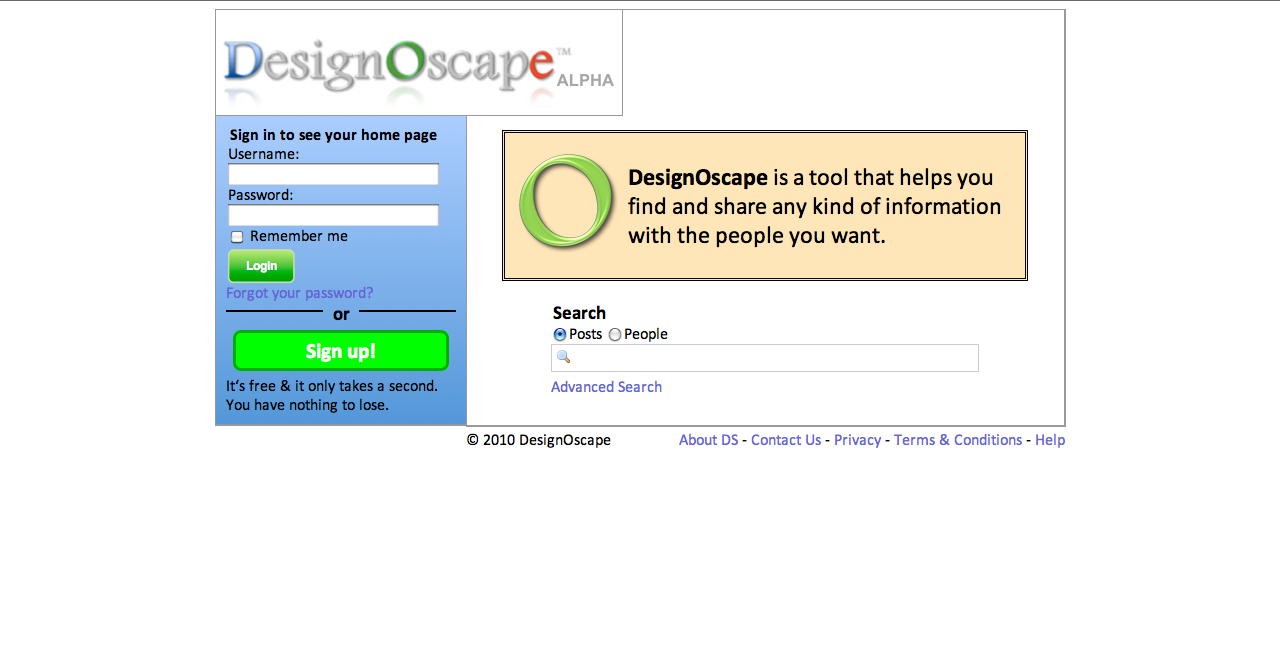 DesignOscape™ ALPHA
Sign in to see your home page
Username:
Password:
Remember me
Login
Forgot your password?
or
Sign up!
It's free & it only takes a second.
You have nothing to lose.
DesignOscape is a tool that helps you
find and share any kind of information
with the people you want.
Search
Posts People
Advanced Search
© 2010 DesignOscape About DS - Contact Us - Privacy - Terms & Conditions - Help